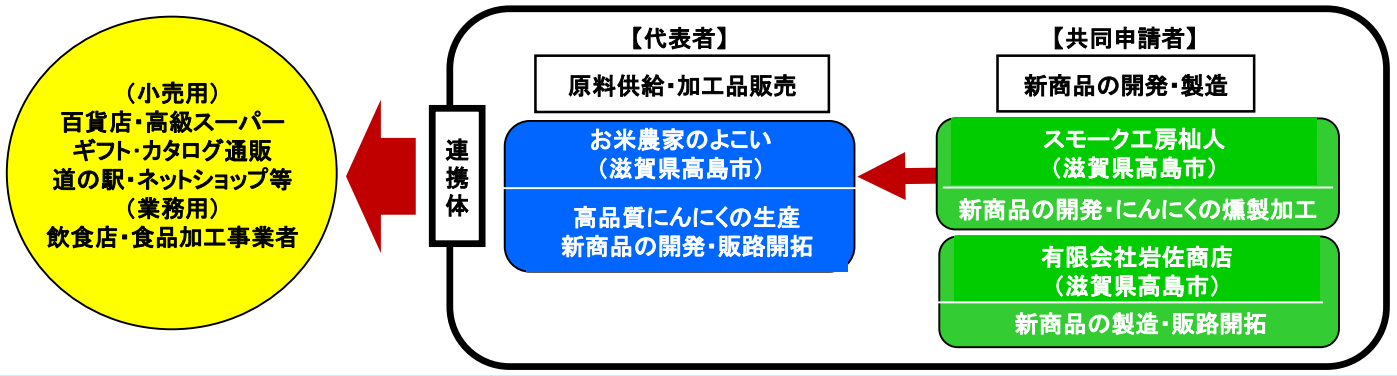 (小売用)
百貨店・高級スーパー
ギフト・カタログ通販
道の駅・ネットショップ等
(業務用)
飲食店・食品加工事業者
連携体
【代表者】
原料供給・加工品販売
お米農家のよこい
(滋賀県高島市)
高品質にんにくの生産
新商品の開発・販路開拓
【共同申請者】
新商品の開発・製造
スモーク工房杣人
(滋賀県高島市)
新商品の開発・にんにくの燻製加工
有限会社岩佐商店
(滋賀県高島市)
新商品の製造・販路開拓